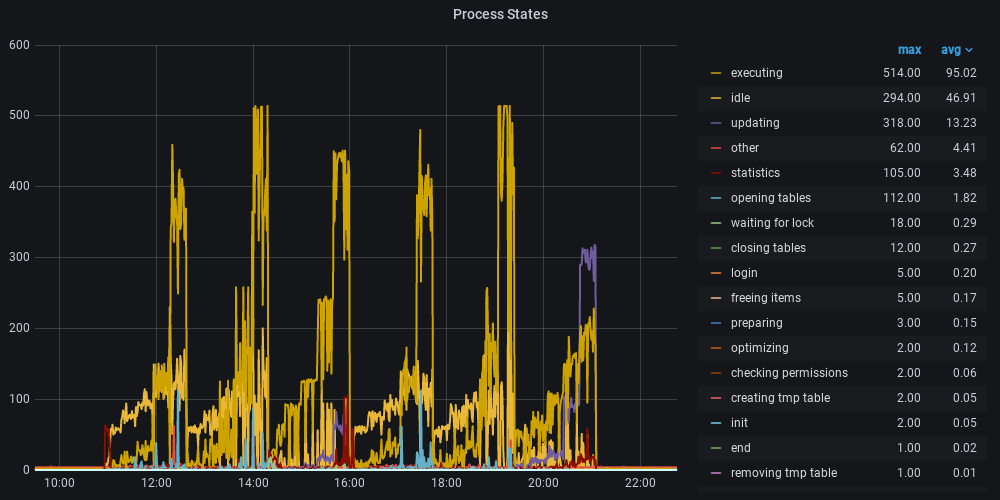 Process States
max avg
600
500
400
300
200
100
0
10:00 12:00 14:00 16:00 18:00 20:00 22:00
executing 514.00 95.02
idle 294.00 46.91
updating 318.00 13.23
other 62.00 4.41
statistics 105.00 3.48
opening tables 112.00 1.82
waiting for lock 18.00 0.29
closing tables 12.00 0.27
login 5.00 0.20
freeing items 5.00 0.17
preparing 3.00 0.15
optimizing 2.00 0.12
checking permissions 2.00 0.06
creating tmp table 2.00 0.05
init 2.00 0.05
end 1.00 0.02
removing tmp table 1.00 0.01